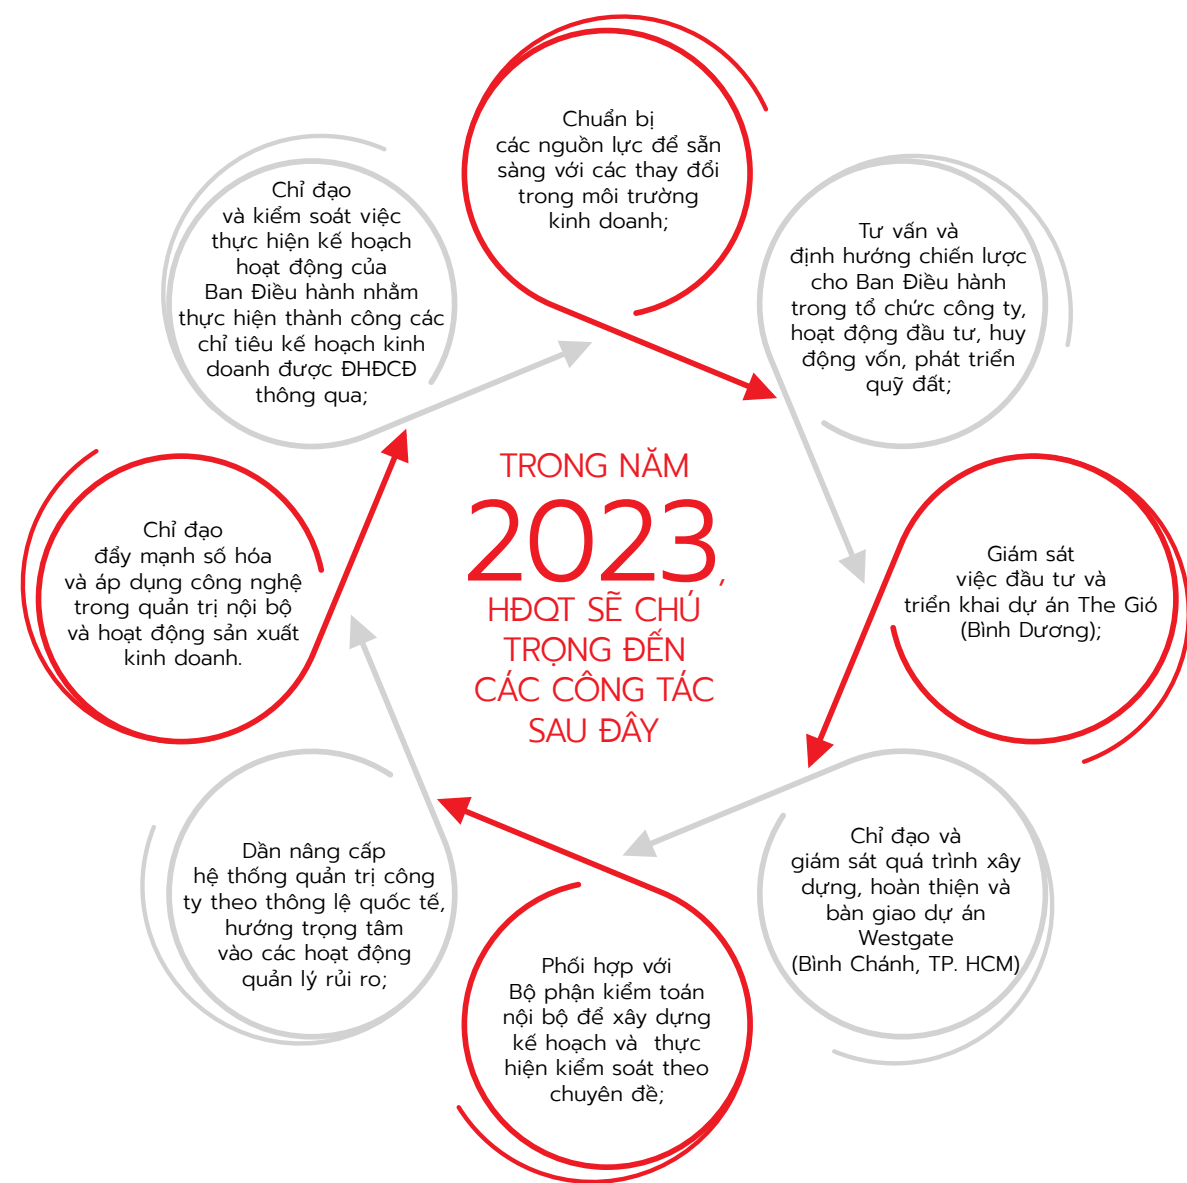 Chuẩn bị
các nguồn lực để sẵn
sàng với các thay đổi
trong môi trường
kinh doanh;
Tư vấn và
định hướng chiến lược
cho Ban Điều hành
trong tổ chức công ty,
hoạt động đầu tư, huy
động vốn, phát triển
quỹ đất;
Giám sát
việc đầu tư và
triển khai dự án The Gió
(Bình Dương);
Chỉ đạo và
giám sát quá trình xây
dựng, hoàn thiện và
bàn giao dự án
Westgate
(Bình Chánh, TP. HCM)
Phối hợp với
Bộ phận kiểm toán
nội bộ để xây dựng
kế hoạch và  thực
hiện kiểm soát theo
chuyên đề;
Dần nâng cấp
hệ thống quản trị công
ty theo thông lệ quốc tế,
hướng trọng tâm
vào các hoạt động
quản lý rủi ro;
Chỉ đạo
đẩy mạnh số hóa
và áp dụng công nghệ
trong quản trị nội bộ
và hoạt động sản xuất
kinh doanh.
Chỉ đạo
và kiểm soát việc
thực hiện kế hoạch
hoạt động của
Ban Điều hành nhằm
thực hiện thành công các
chỉ tiêu kế hoạch kinh
doanh được ĐHĐCĐ
thông qua;
TRONG NĂM
2023,
HĐQT SẼ CHÚ
TRỌNG ĐẾN
CÁC CÔNG TÁC
SAU ĐÂY